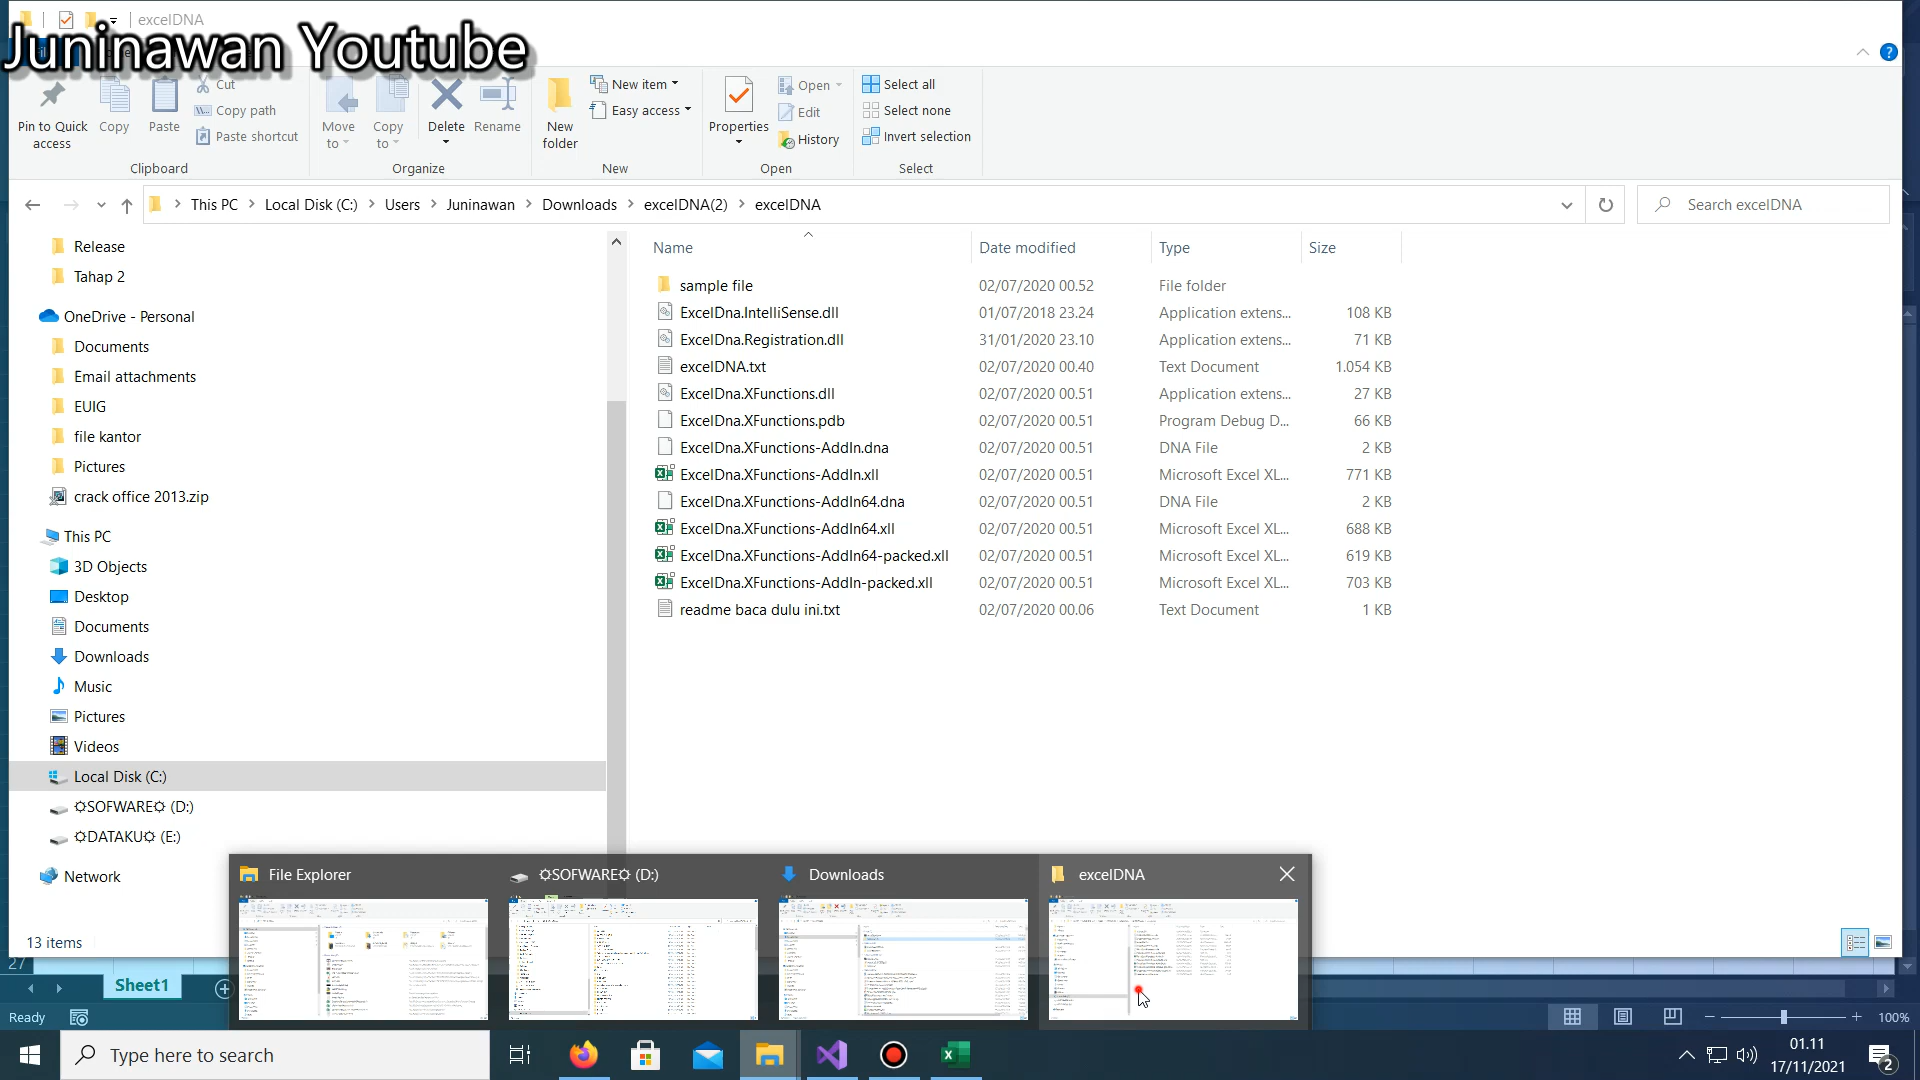 excelDNA
Juninawan Youtube
Pin to Quick access
Copy
Paste
Cut
Copy path
Paste shortcut
Clipboard
Move to
Copy to
Delete
Rename
Organize
New folder
New item
Easy access
New
Properties
Open
Edit
History
Open
Select all
Select none
Invert selection
Select
This PC > Local Disk (C:) > Users > Juninawan > Downloads > excelDNA(2) > excelDNA
Search excelDNA
Release
Tahap 2
OneDrive - Personal
Documents
Email attachments
EUIG
file kantor
Pictures
crack office 2013.zip
This PC
3D Objects
Desktop
Documents
Downloads
Music
Pictures
Videos
Local Disk (C:)
☼SOFWARE☼ (D:)
☼DATAKU☼ (E:)
Network
Name Date modified Type Size
sample file 02/07/2020 00.52 File folder
ExcelDna.IntelliSense.dll 01/07/2018 23.24 Application extens... 108 KB
ExcelDna.Registration.dll 31/01/2020 23.10 Application extens... 71 KB
excelDNA.txt 02/07/2020 00.40 Text Document 1.054 KB
ExcelDna.XFunctions.dll 02/07/2020 00.51 Application extens... 27 KB
ExcelDna.XFunctions.pdb 02/07/2020 00.51 Program Debug D... 66 KB
ExcelDna.XFunctions-AddIn.dna 02/07/2020 00.51 DNA File 2 KB
ExcelDna.XFunctions-AddIn.xll 02/07/2020 00.51 Microsoft Excel XL... 771 KB
ExcelDna.XFunctions-AddIn64.dna 02/07/2020 00.51 DNA File 2 KB
ExcelDna.XFunctions-AddIn64.xll 02/07/2020 00.51 Microsoft Excel XL... 688 KB
ExcelDna.XFunctions-AddIn64-packed.xll 02/07/2020 00.51 Microsoft Excel XL... 619 KB
ExcelDna.XFunctions-AddIn-packed.xll 02/07/2020 00.51 Microsoft Excel XL... 703 KB
readme baca dulu ini.txt 02/07/2020 00.06 Text Document 1 KB
File Explorer
☼SOFWARE☼ (D:)
Downloads
excelDNA
13 items
27
Sheet1
Ready
100%
Type here to search
01.11
17/11/2021
2